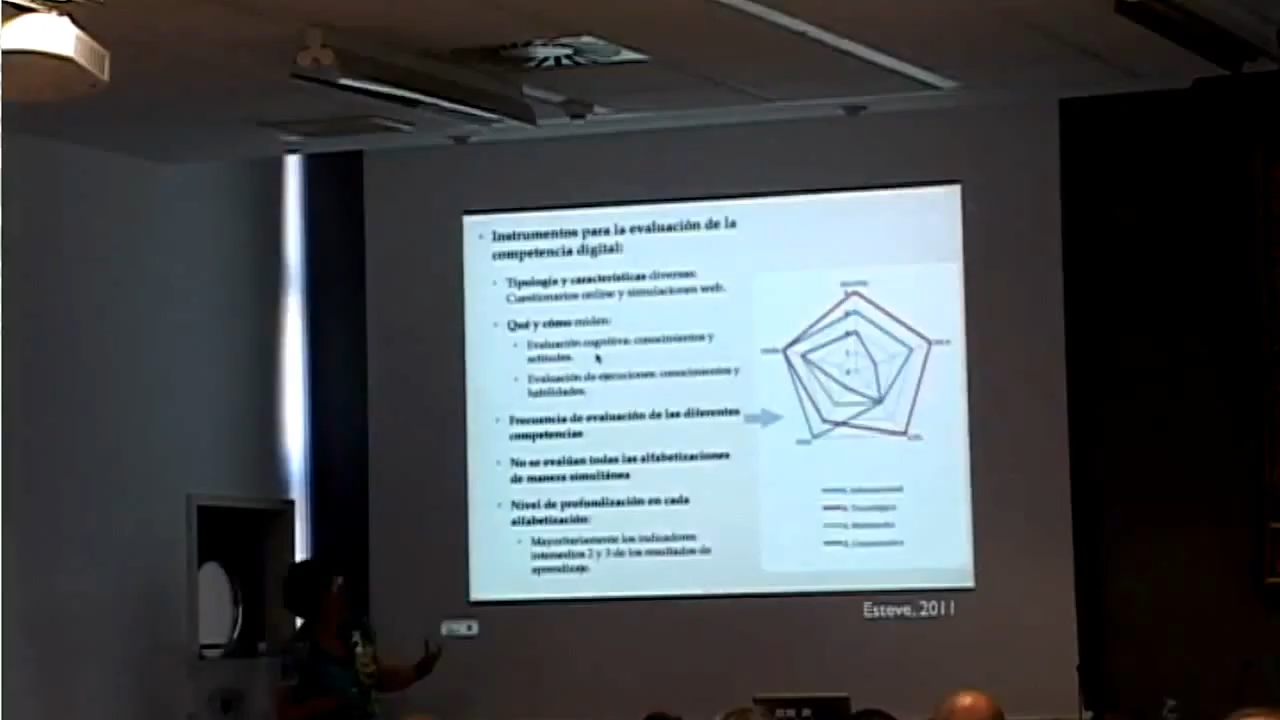 Instrumentos para la evaluación de la
competencia digital:
Tipología y características diversas:
Cuestionarios online y simulaciones web.
Qué y cómo miden:
Evaluación cognitiva: conocimientos y
actitudes.
Evaluación de ejecuciones: conocimientos y
habilidades.
Frecuencia de evaluación de las diferentes
competencias
No se evalúan todas las alfabetizaciones
de manera simultánea
Nivel de profundización en cada
alfabetización:
Mayoritariamente los indicadores
intermedios 2 y 3 de los resultados de
aprendizaje.
Esteve, 2011